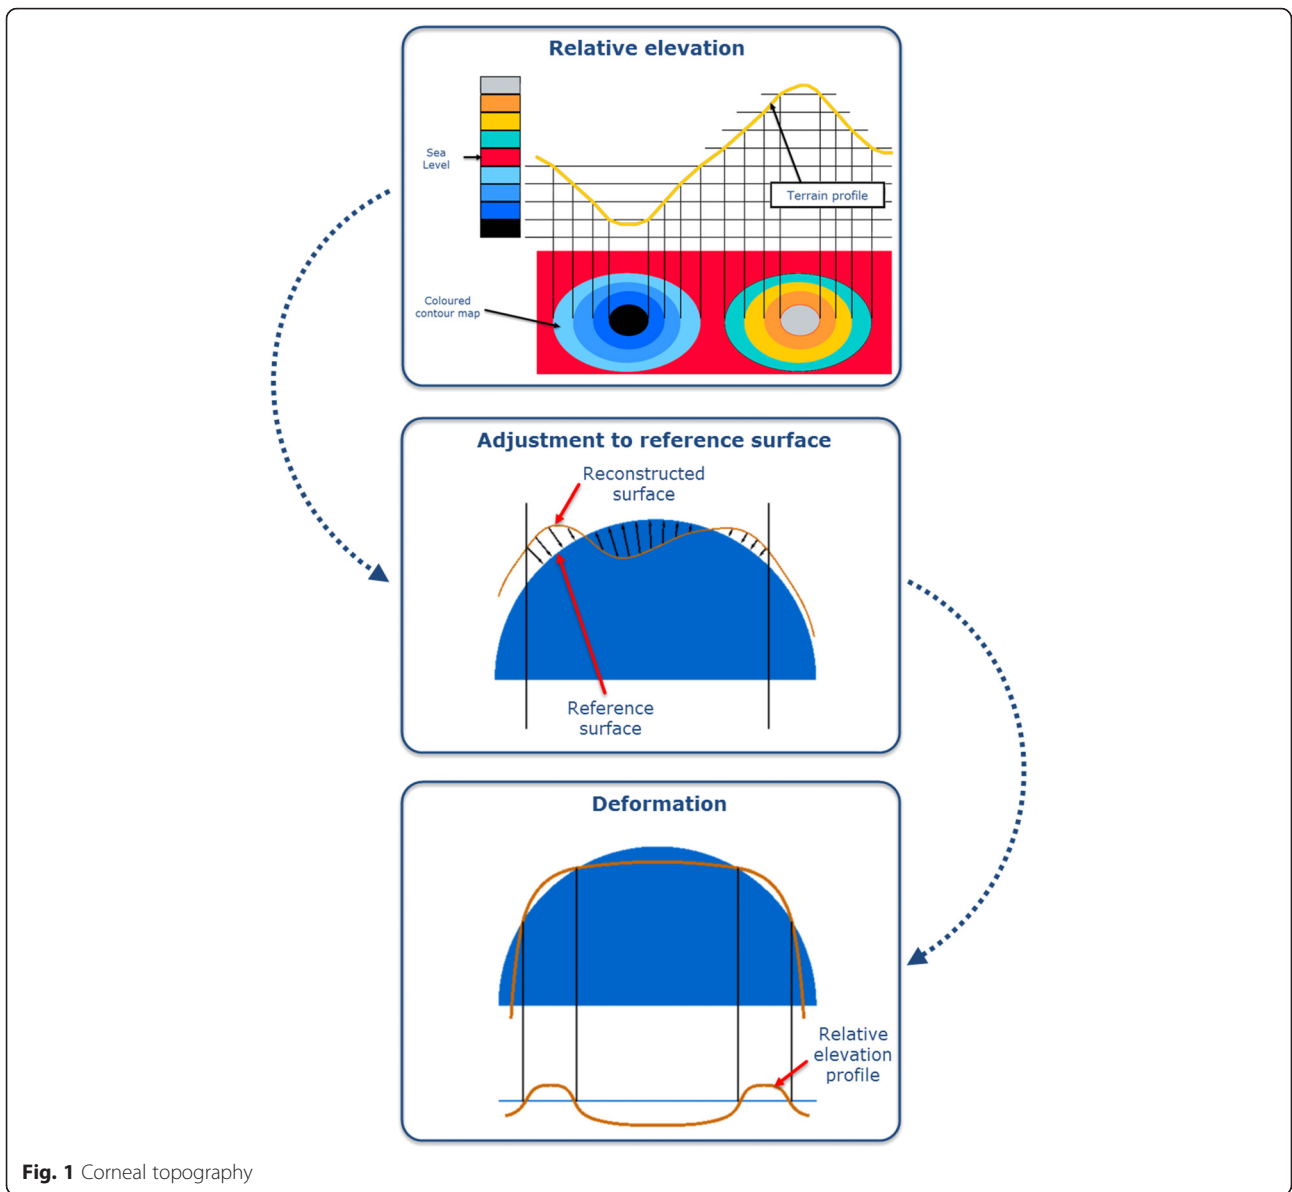 Relative elevation
Sea
Level
Terrain profile
Coloured
contour map
Adjustment to reference surface
Reconstructed
surface
Reference
surface
Deformation
Relative
elevation
profile
Fig. 1 Corneal topography